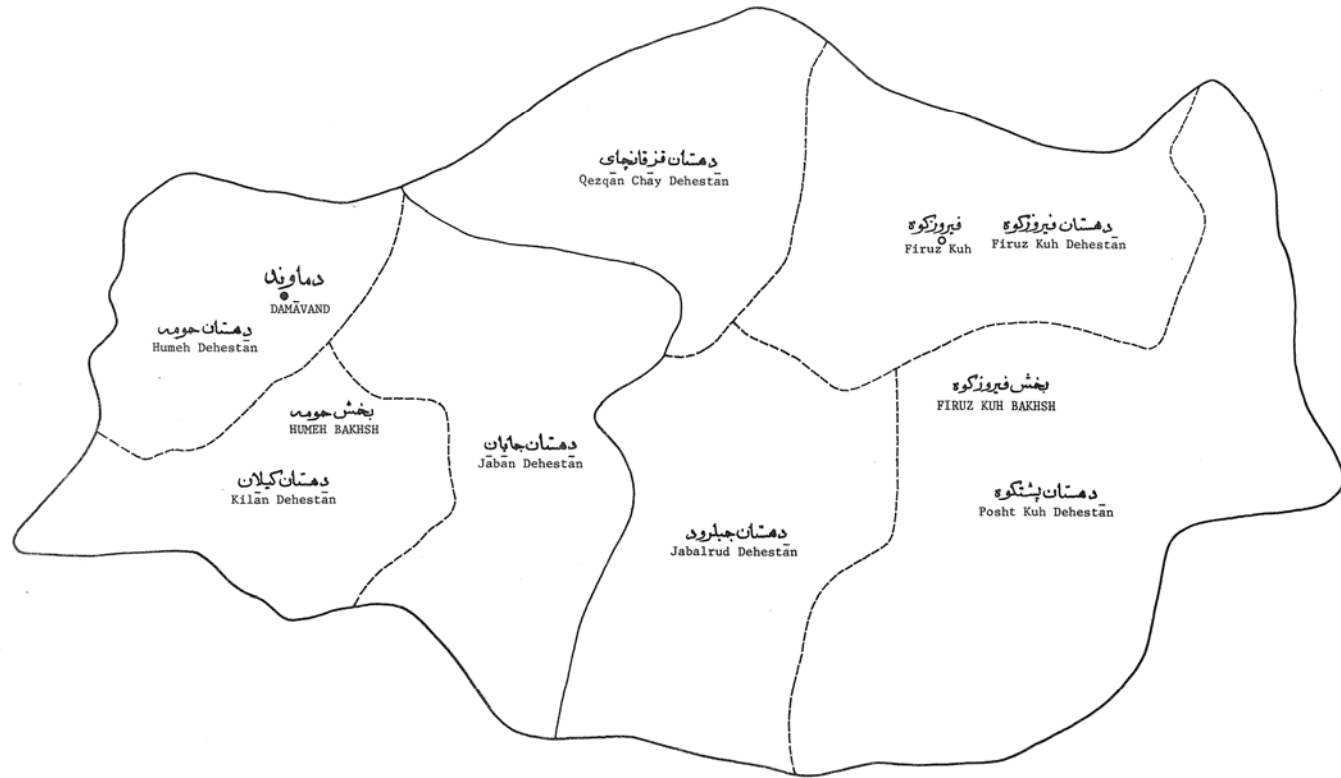 دهستان قزقانچای
Qezqān Chāy Dehestān
فیروزکوه
Firuz Kuh
دهستان فیروزکوه
Firuz Kuh Dehestān
دماوند
DAMĀVAND
دهستان حومه
Humeh Dehestān
بخش فیروزکوه
FIRUZ KUH BAKHSH
بخش حومه
HUMEH BAKHSH
دهستان جابان
Jābān Dehestān
دهستان کیلان
Kilān Dehestān
دهستان پشتکوه
Posht Kuh Dehestān
دهستان جبلرود
Jabalrud Dehestān